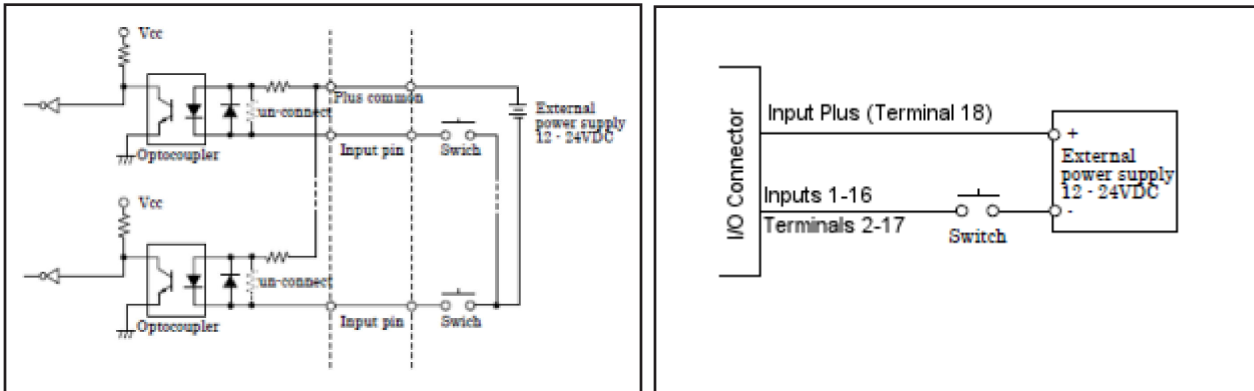 Vcc
Plus common
un-connect
External
power supply
12 - 24VDC
Input pin
Swich
Optocoupler
Vcc
un-connect
Input pin
Swich
Optocoupler
I/O Connector
Input Plus (Terminal 18)
+
External
power supply
12 - 24VDC
Inputs 1-16
-
Terminals 2-17
Switch